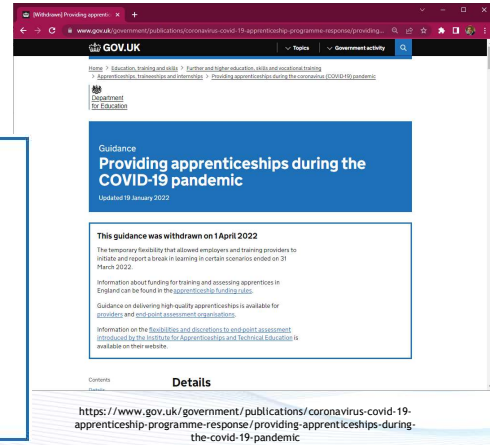 [Withdrawn] Providing apprentic
www.gov.uk/government/publications/coronavirus-covid-19-apprenticeship-programme-response/providing...
GOV.UK
Topics
Government activity
Home > Education, training and skills > Further and higher education, skills and vocational training
> Apprenticeships, traineeships and internships > Providing apprenticeships during the coronavirus (COVID-19) pandemic
Department
for Education
Guidance
Providing apprenticeships during the
COVID-19 pandemic
Updated 19 January 2022
This guidance was withdrawn on 1 April 2022
The temporary flexibility that allowed employers and training providers to
initiate and report a break in learning in certain scenarios ended on 31
March 2022.
Information about funding for training and assessing apprentices in
England can be found in the apprenticeship funding rules.
Guidance on delivering high-quality apprenticeships is available for
providers and end-point assessment organisations.
Information on the flexibilities and discretions to end-point assessment
introduced by the Institute for Apprenticeships and Technical Education is
available on their website.
Contents
Details
https://www.gov.uk/government/publications/coronavirus-covid-19-
apprenticeship-programme-response/providing-apprenticeships-during-
the-covid-19-pandemic